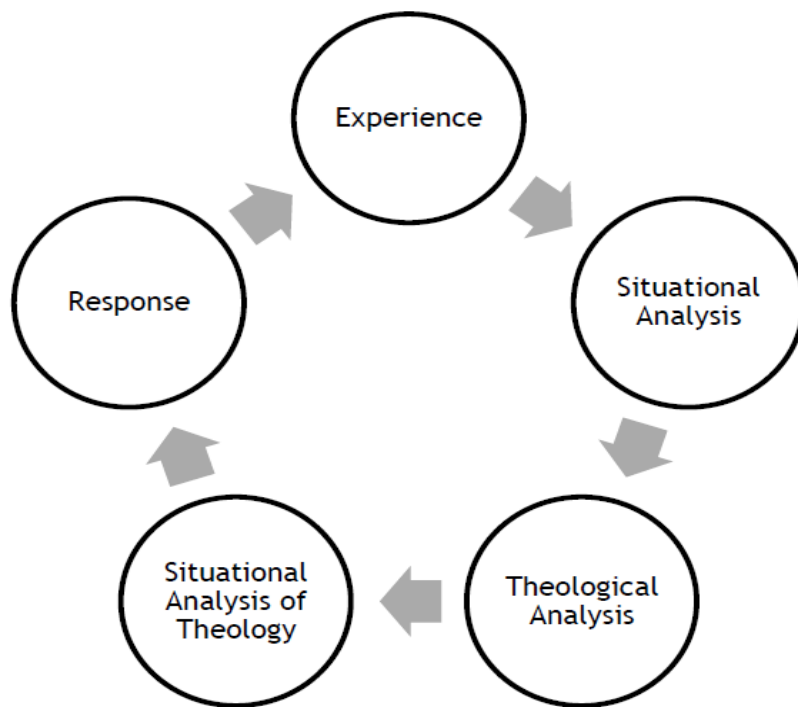 Experience
Situational
Analysis
Theological
Analysis
Situational
Analysis of
Theology
Response